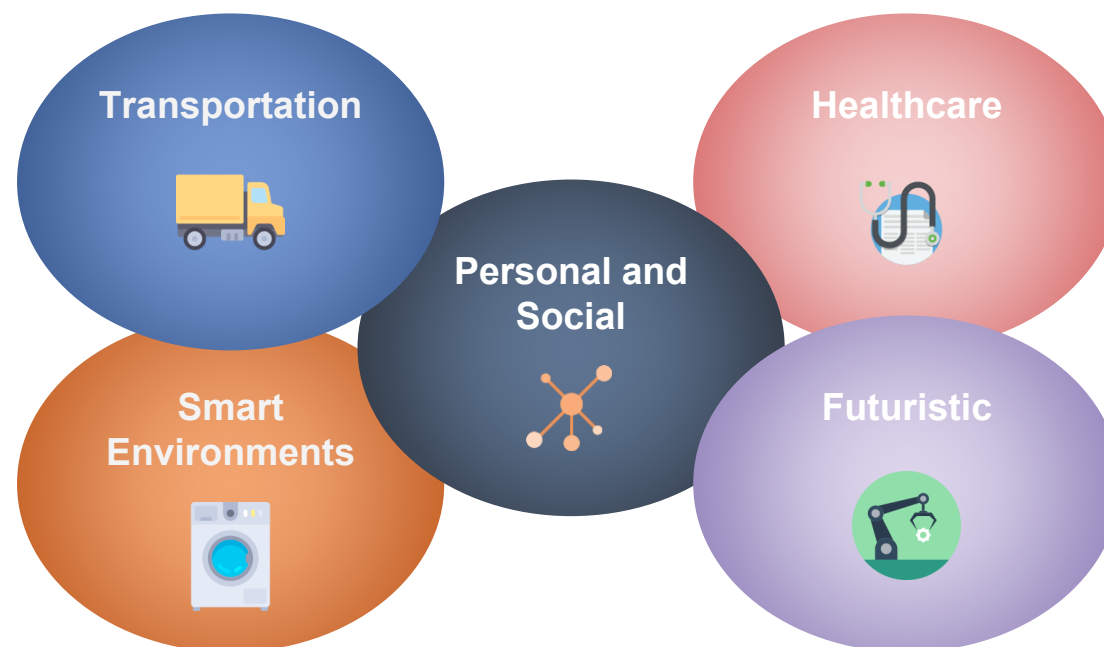 Transportation
Healthcare
Personal and
Social
Smart
Environments
Futuristic